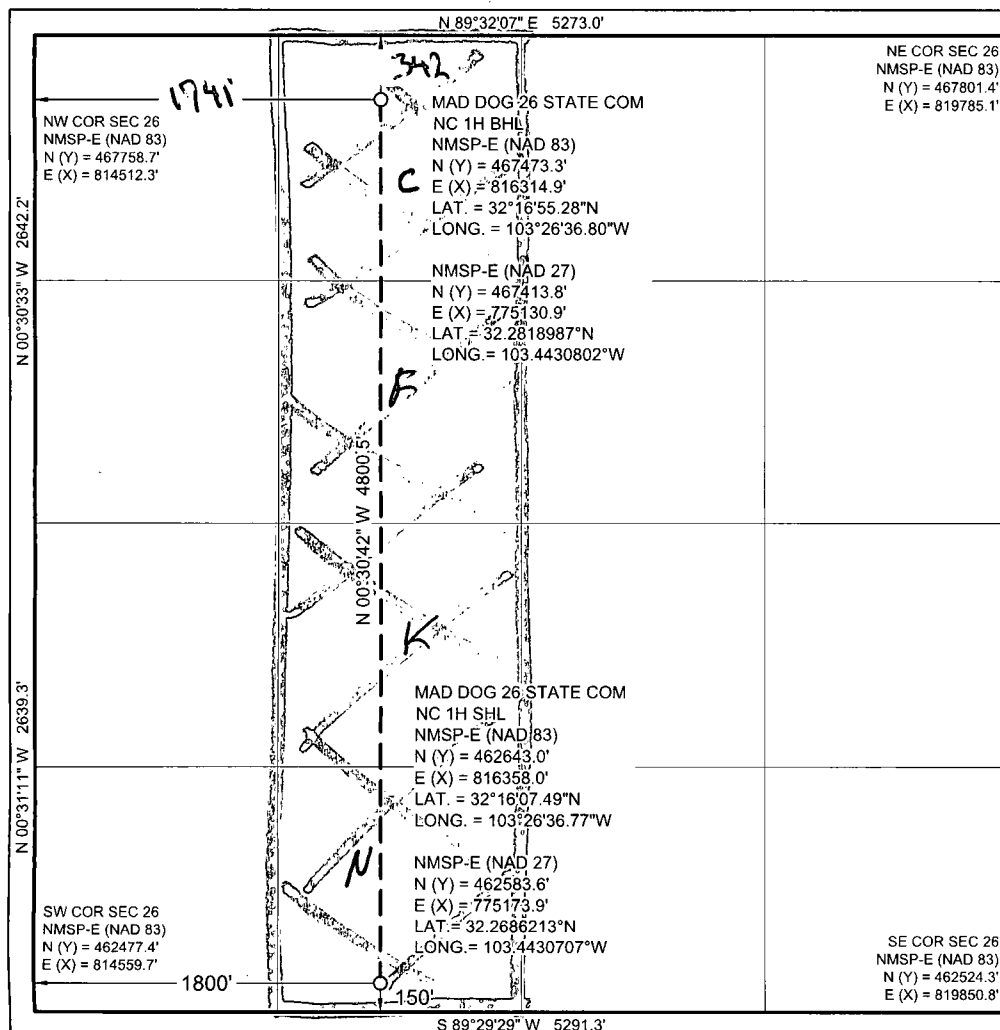 N 89°32'07" E 5273.0'
1741'
342
NW COR SEC 26
NMSP-E (NAD 83)
N (Y) = 467758.7'
E (X) = 814512.3'
MAD DOG 26 STATE COM
NC 1H BHL
NMSP-E (NAD 83)
N (Y) = 467473.3'
E (X) = 816314.9'
LAT. = 32°16'55.28"N
LONG. = 103°26'36.80"W
NE COR SEC 26
NMSP-E (NAD 83)
N (Y) = 467801.4'
E (X) = 819785.1'
C
NMSP-E (NAD 27)
N (Y) = 467413.8'
E (X) = 775130.9'
LAT. = 32.2818987°N
LONG. = 103.4430802°W
N 00°30'33" W 2642.2'
F
N 00°30'42" W 4800.5'
K
N 00°31'11" W 2639.3'
MAD DOG 26 STATE COM
NC 1H SHL
NMSP-E (NAD 83)
N (Y) = 462643.0'
E (X) = 816358.0'
LAT. = 32°16'07.49"N
LONG. = 103°26'36.77"W
N
NMSP-E (NAD 27)
N (Y) = 462583.6'
E (X) = 775173.9'
LAT. = 32.2686213°N
LONG. = 103.4430707°W
SW COR SEC 26
NMSP-E (NAD 83)
N (Y) = 462477.4'
E (X) = 814559.7'
SE COR SEC 26
NMSP-E (NAD 83)
N (Y) = 462524.3'
E (X) = 819850.8'
1800'
150'
S 89°29'29" W 5291.3'